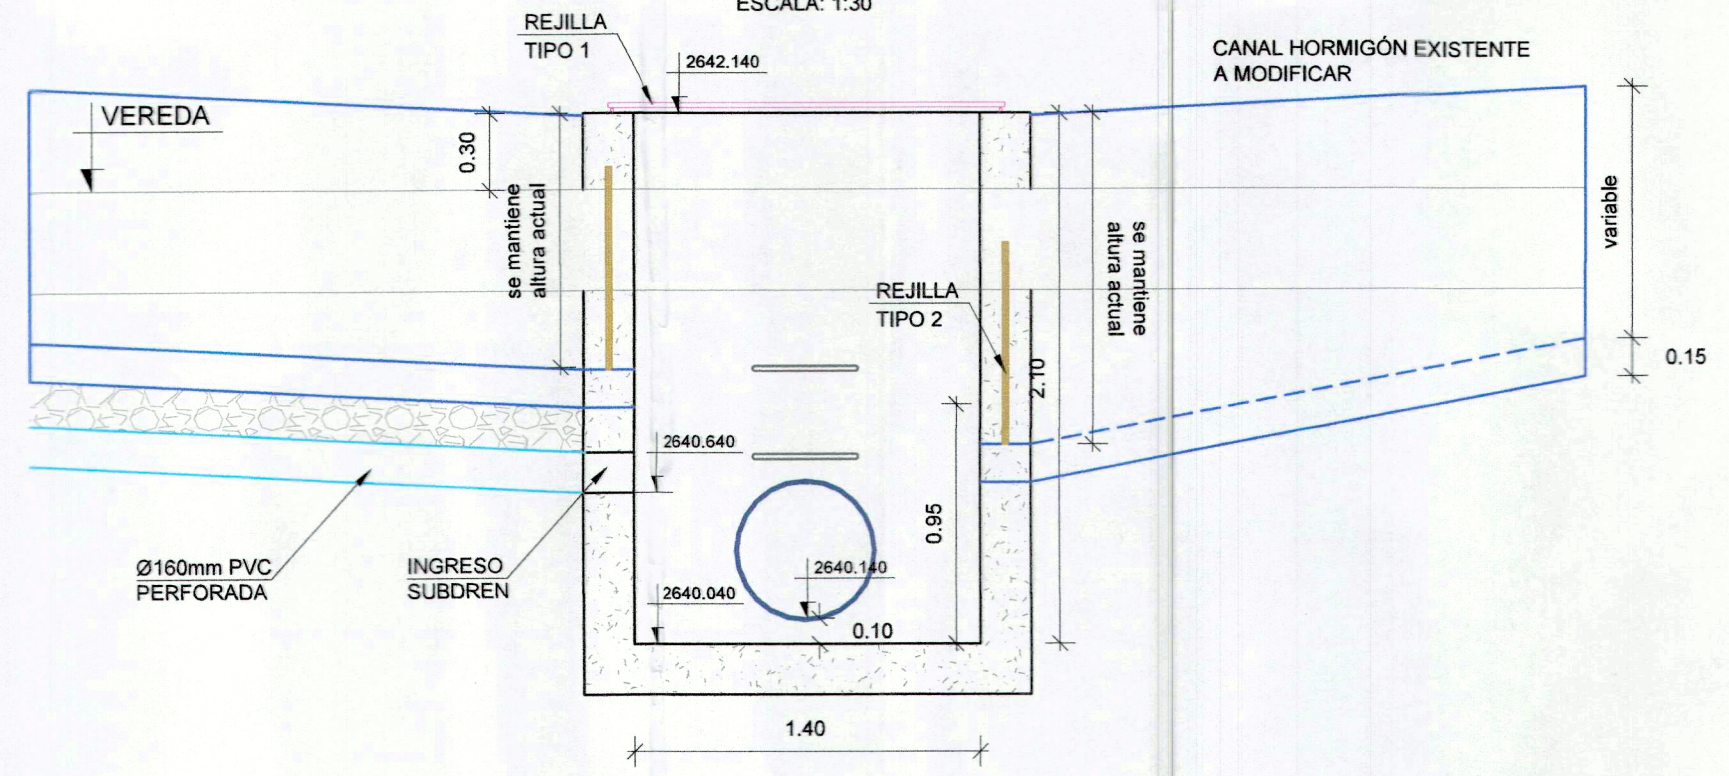 ESCALA: 1:30
REJILLA
TIPO 1
2642.140
CANAL HORMIGÓN EXISTENTE
A MODIFICAR
VEREDA
0.30
se mantiene
altura actual
REJILLA
TIPO 2
se mantiene
altura actual
variable
0.15
2.10
2640.640
0.95
Ø160mm PVC
PERFORADA
INGRESO
SUBDREN
2640.140
2640.040
0.10
1.40